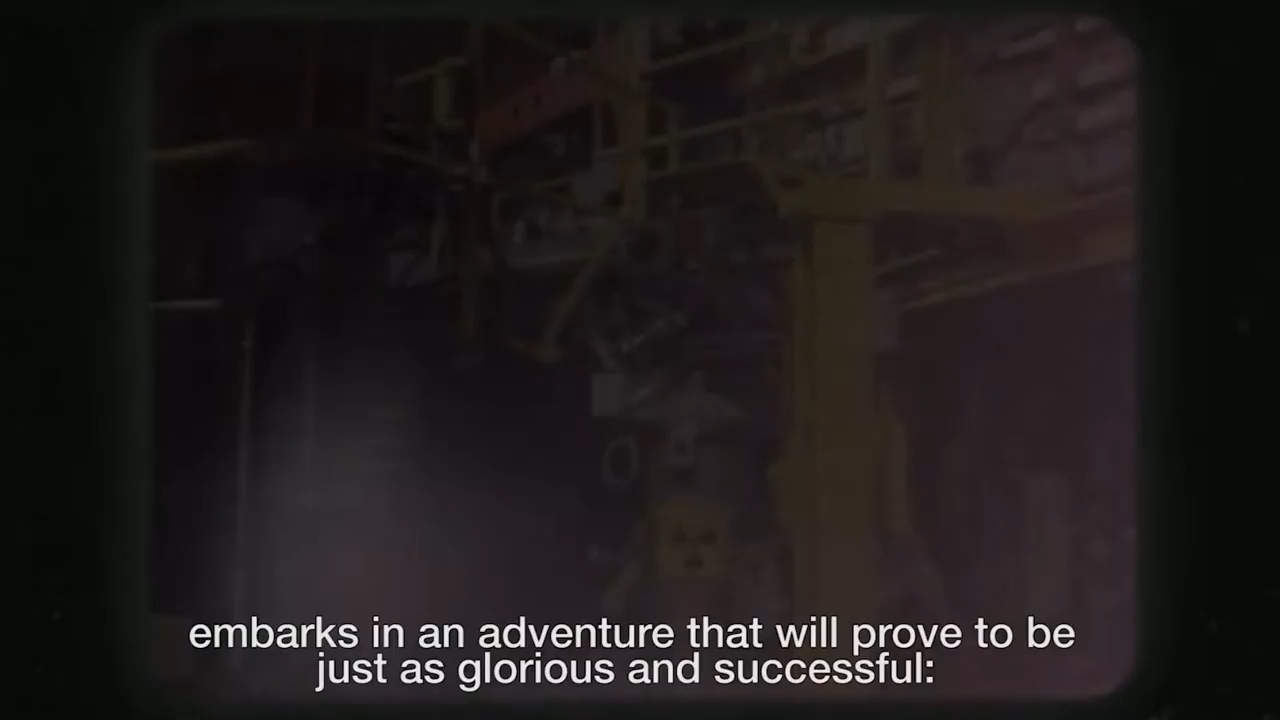 embarks in an adventure that will prove to be
just as glorious and successful: